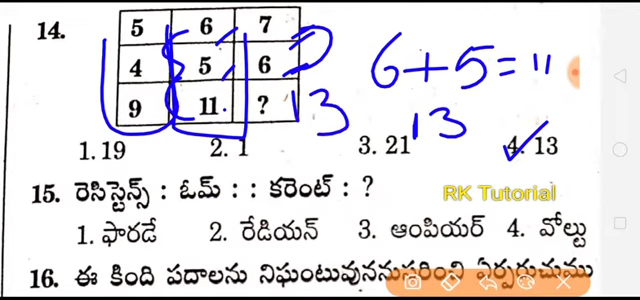 14.
5 6 7
4 5 6
9 11 ?
13
6+5=11
13
1. 19 2. 1 3. 21 4. 13
15. రెసిస్టెన్స్ : ఓమ్ : : కరెంట్ : ?
RK Tutorial
1. ఫారడే 2. రేడియన్ 3. ఆంపియర్ 4. వోల్టు
16. ఈ కింది పదాలను నిఘంటువుననుసరించి ఏర్పరుచుము